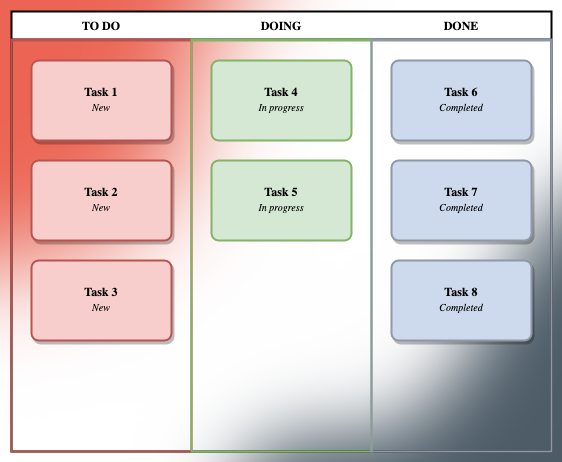 TO DO
DOING
DONE
Task 1
New
Task 4
In progress
Task 6
Completed
Task 2
New
Task 5
In progress
Task 7
Completed
Task 3
New
Task 8
Completed